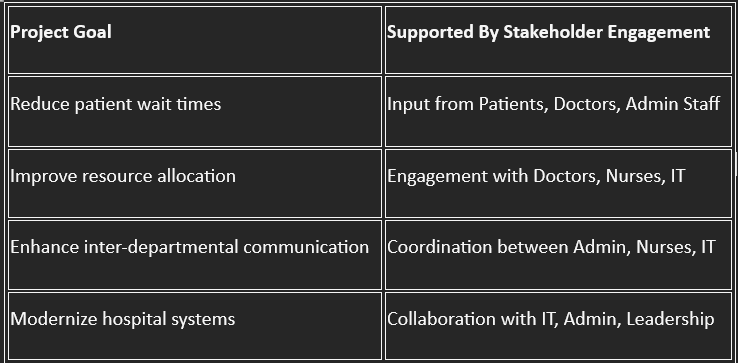 Project Goal
Supported By Stakeholder Engagement
Reduce patient wait times
Input from Patients, Doctors, Admin Staff
Improve resource allocation
Engagement with Doctors, Nurses, IT
Enhance inter-departmental communication
Coordination between Admin, Nurses, IT
Modernize hospital systems
Collaboration with IT, Admin, Leadership